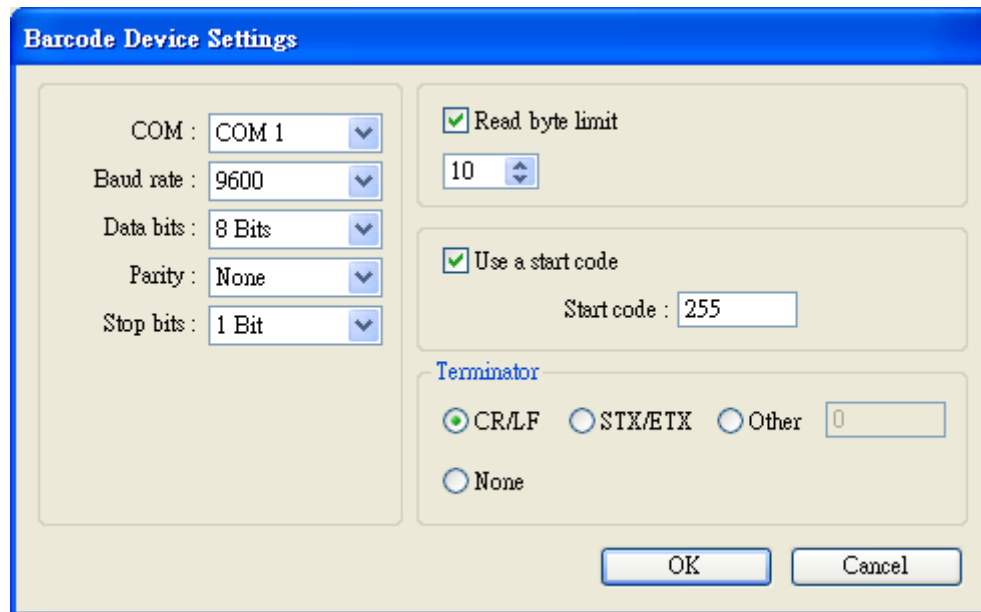 Barcode Device Settings
COM : COM 1
Baud rate : 9600
Data bits : 8 Bits
Parity : None
Stop bits : 1 Bit
Read byte limit
10
Use a start code
Start code : 255
Terminator
CR/LF STX/ETX Other 0
None
OK Cancel